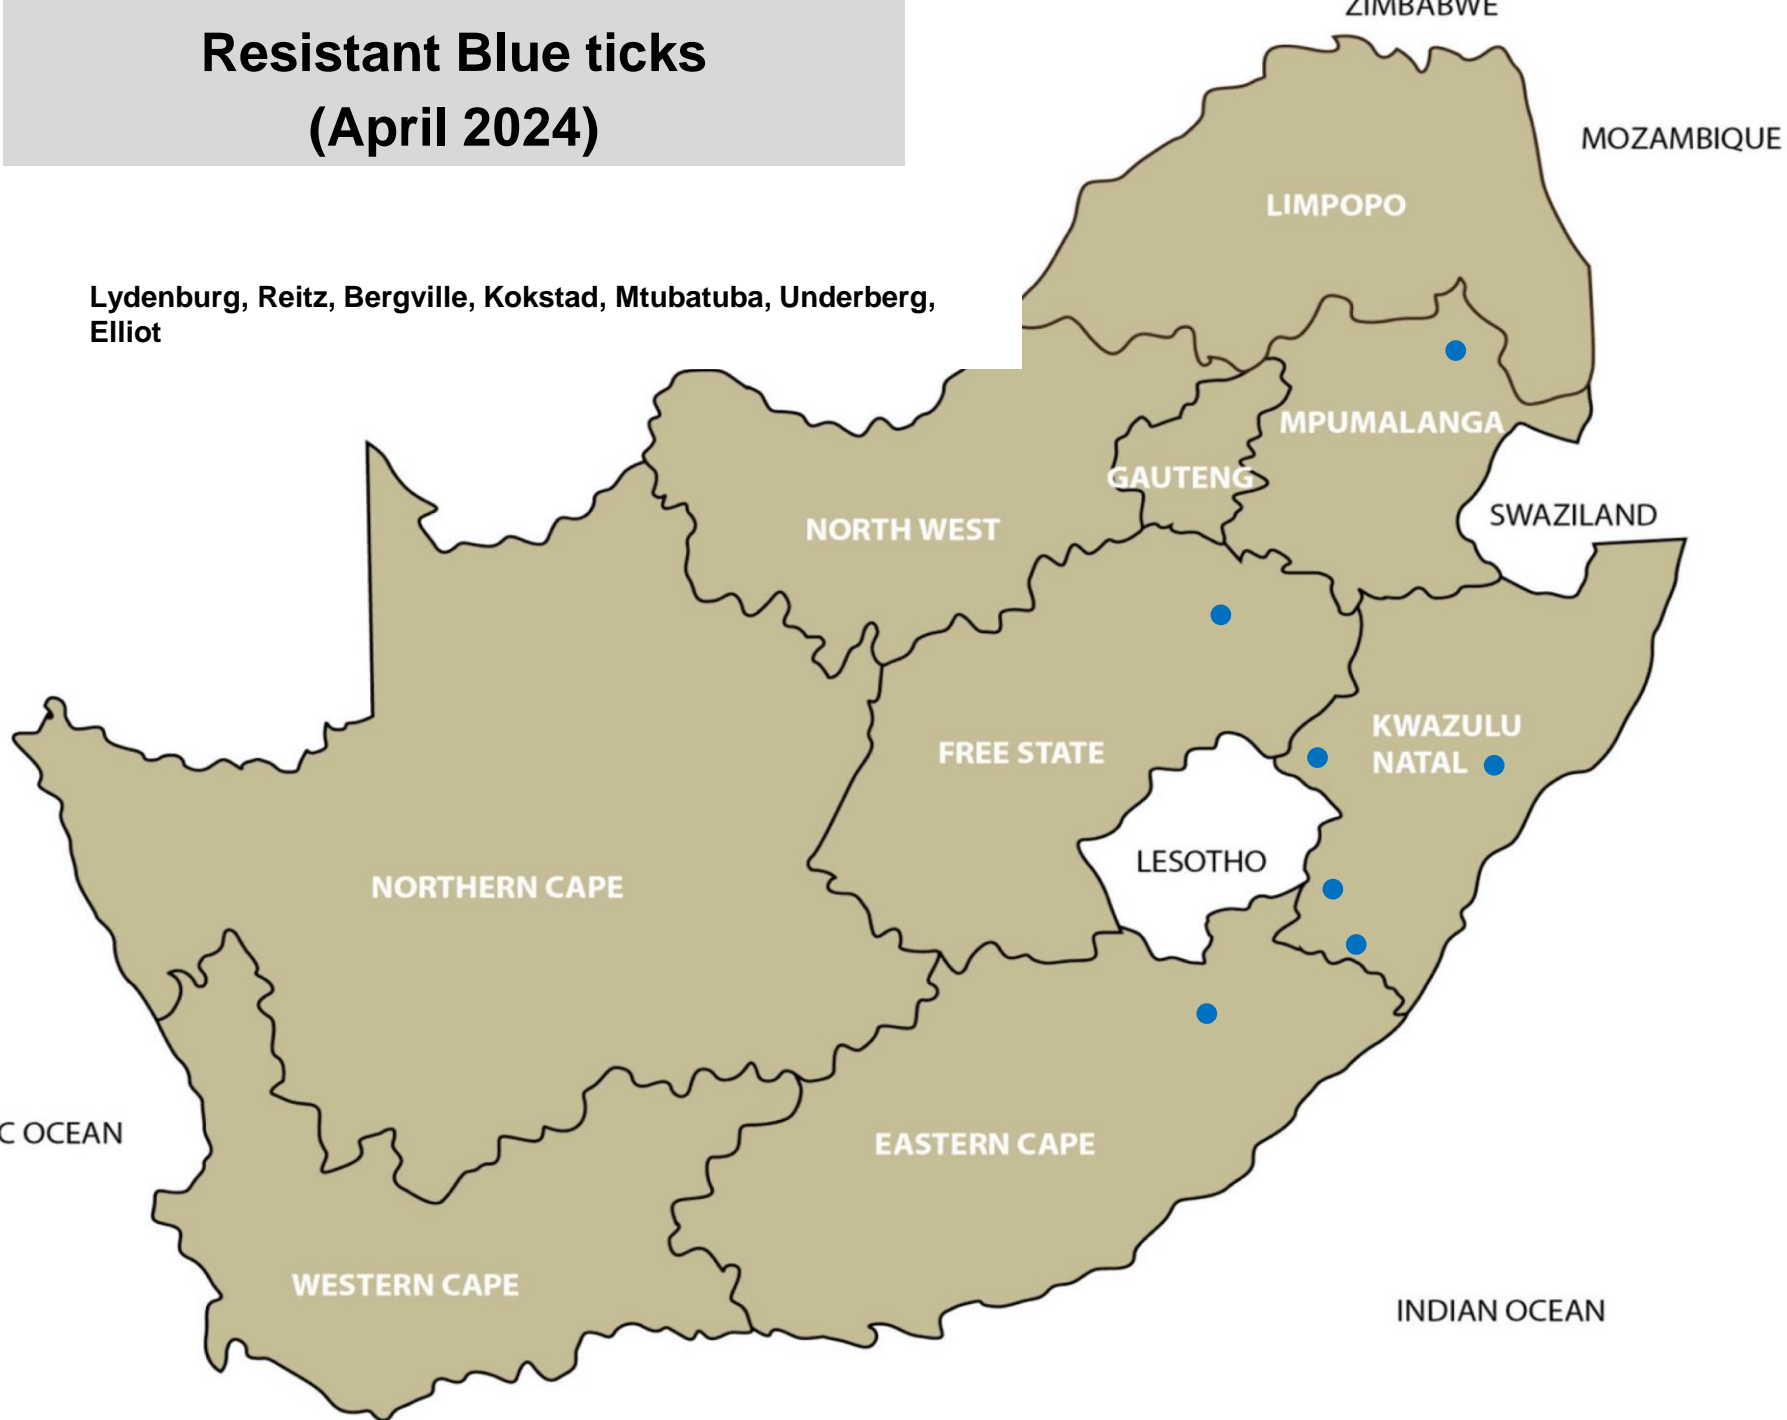 Resistant Blue ticks
(April 2024)
ZIMBABWE
MOZAMBIQUE
LIMPOPO
Lydenburg, Reitz, Bergville, Kokstad, Mtubatuba, Underberg,
Elliot
MPUMALANGA
GAUTENG
SWAZILAND
NORTH WEST
KWAZULU
NATAL
FREE STATE
LESOTHO
NORTHERN CAPE
C OCEAN
EASTERN CAPE
WESTERN CAPE
INDIAN OCEAN